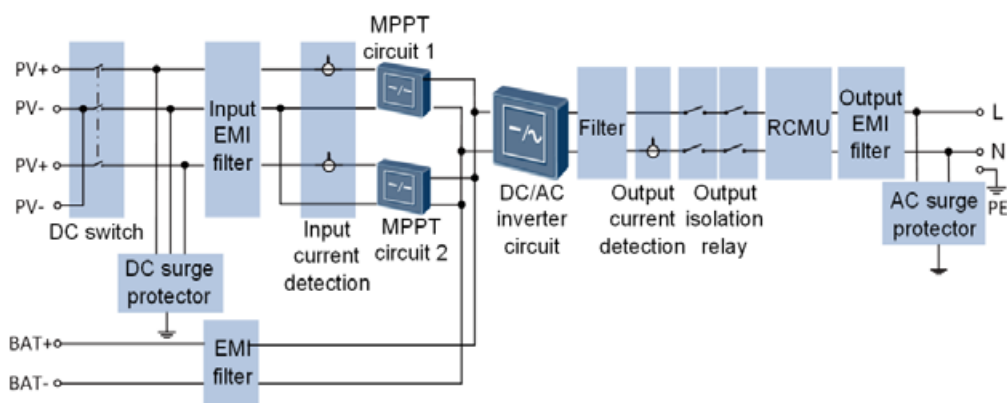 PV+
PV-
PV+
PV-
DC switch
DC surge
protector
BAT+
BAT-
Input
EMI
filter
EMI
filter
Input
current
detection
MPPT
circuit 1
MPPT
circuit 2
DC/AC
inverter
circuit
Filter
Output
current
detection
Output
isolation
relay
RCMU
Output
EMI
filter
L
N
PE
AC surge
protector